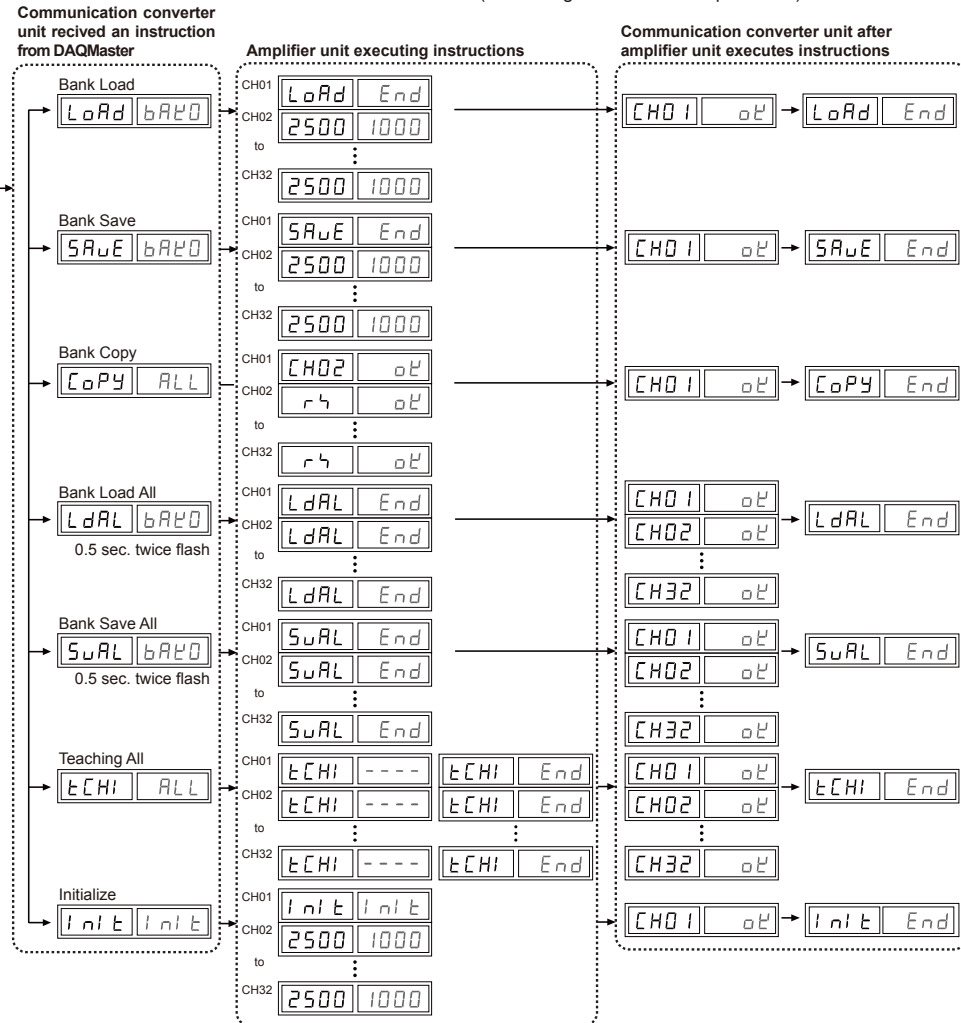 Communication converter
unit recived an instruction
from DAQMaster
Amplifier unit executing instructions
Communication converter unit after
amplifier unit executes instructions
Bank Load
LoAd bAK0
CH01 LoAd End
CH02 2500 1000
to
CH32 2500 1000
CH01 oK
LoAd End
Bank Save
SAvE bAK0
CH01 SAvE End
CH02 2500 1000
to
CH32 2500 1000
CH01 oK
SAvE End
Bank Copy
CoPY ALL
CH01 CH02 oK
CH02 oK
to
CH32 oK
CH01 oK
CoPY End
Bank Load All
LdAL bAK0
0.5 sec. twice flash
CH01 LdAL End
CH02 LdAL End
to
CH32 LdAL End
CH01 oK
CH02 oK
CH32 oK
LdAL End
Bank Save All
SvAL bAK0
0.5 sec. twice flash
CH01 SvAL End
CH02 SvAL End
to
CH32 SvAL End
CH01 oK
CH02 oK
CH32 oK
SvAL End
Teaching All
tCHI ALL
CH01 tCHI ---- tCHI End
CH02 tCHI ---- tCHI End
to
CH32 tCHI ---- tCHI End
CH01 oK
CH02 oK
CH32 oK
tCHI End
Initialize
InIt InIt
CH01 InIt InIt
CH02 2500 1000
to
CH32 2500 1000
CH01 oK
InIt End